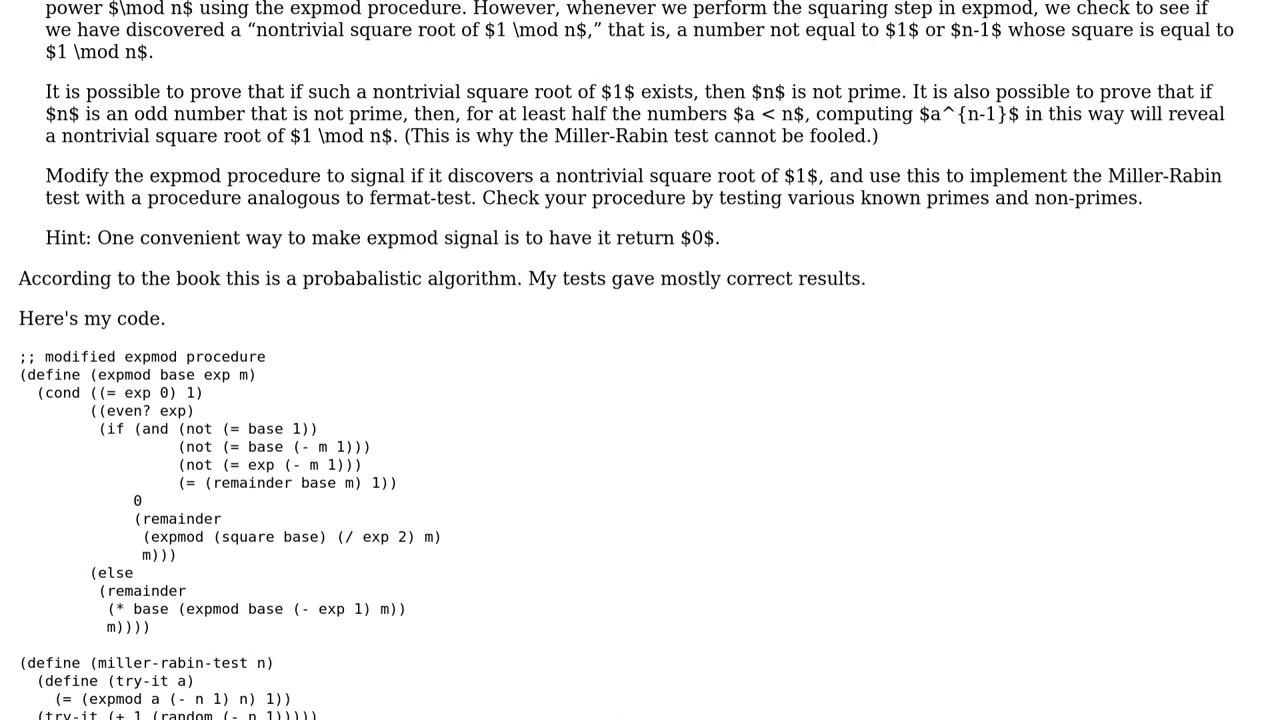 power $\mod n$ using the expmod procedure. However, whenever we perform the squaring step in expmod, we check to see if
we have discovered a “nontrivial square root of $1 \mod n$,” that is, a number not equal to $1$ or $n-1$ whose square is equal to
$1 \mod n$.
It is possible to prove that if such a nontrivial square root of $1$ exists, then $n$ is not prime. It is also possible to prove that if
$n$ is an odd number that is not prime, then, for at least half the numbers $a < n$, computing $a^{n-1}$ in this way will reveal
a nontrivial square root of $1 \mod n$. (This is why the Miller-Rabin test cannot be fooled.)
Modify the expmod procedure to signal if it discovers a nontrivial square root of $1$, and use this to implement the Miller-Rabin
test with a procedure analogous to fermat-test. Check your procedure by testing various known primes and non-primes.
Hint: One convenient way to make expmod signal is to have it return $0$.
According to the book this is a probabalistic algorithm. My tests gave mostly correct results.
Here's my code.
;; modified expmod procedure
(define (expmod base exp m)
  (cond ((= exp 0) 1)
        ((even? exp)
         (if (and (not (= base 1))
                  (not (= base (- m 1)))
                  (not (= exp (- m 1)))
                  (= (remainder base m) 1))
             0
             (remainder
              (expmod (square base) (/ exp 2) m)
              m)))
        (else
         (remainder
          (* base (expmod base (- exp 1) m))
          m))))
(define (miller-rabin-test n)
  (define (try-it a)
    (= (expmod a (- n 1) n) 1))
  (try-it (+ 1 (random (- n 1)))))